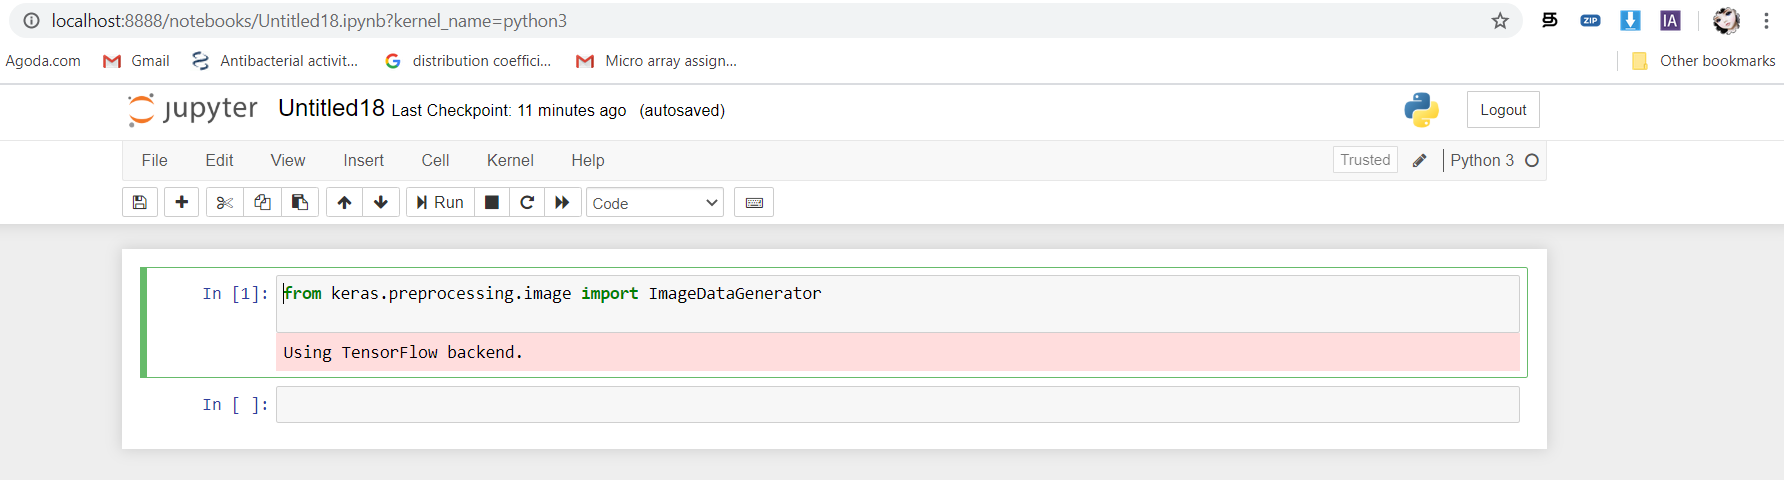 localhost:8888/notebooks/Untitled18.ipynb?kernel_name=python3
ZIP IA
Agoda.com Gmail Antibacterial activit... distribution coeffici... Micro array assign... Other bookmarks
jupyter Untitled18 Last Checkpoint: 11 minutes ago (autosaved) Logout
File Edit View Insert Cell Kernel Help Trusted Python 3
Run Code
In [1]: from keras.preprocessing.image import ImageDataGenerator
Using TensorFlow backend.
In [ ]: